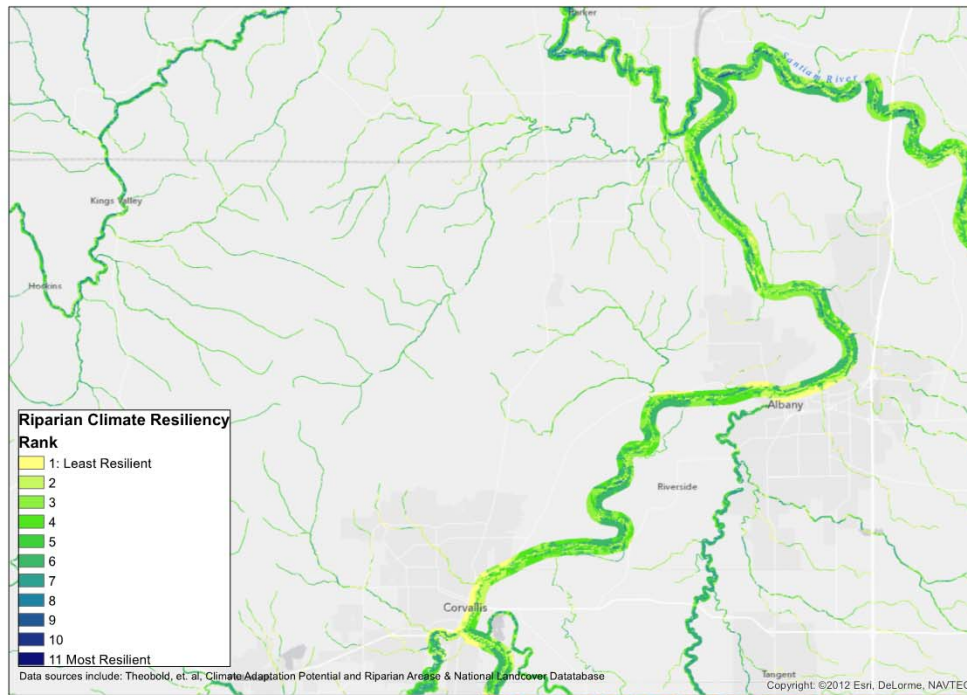 Parker
Santiam River
Kings Valley
Hoskins
Albany
Riverside
Corvallis
Tangent
Riparian Climate Resiliency
Rank
1: Least Resilient
2
3
4
5
6
7
8
9
10
11 Most Resilient
Data sources include: Theobold, et. al, Climate Adaptation Potential and Riparian Arease & National Landcover Datatabase
Copyright: ©2012 Esri, DeLorme, NAVTEQ